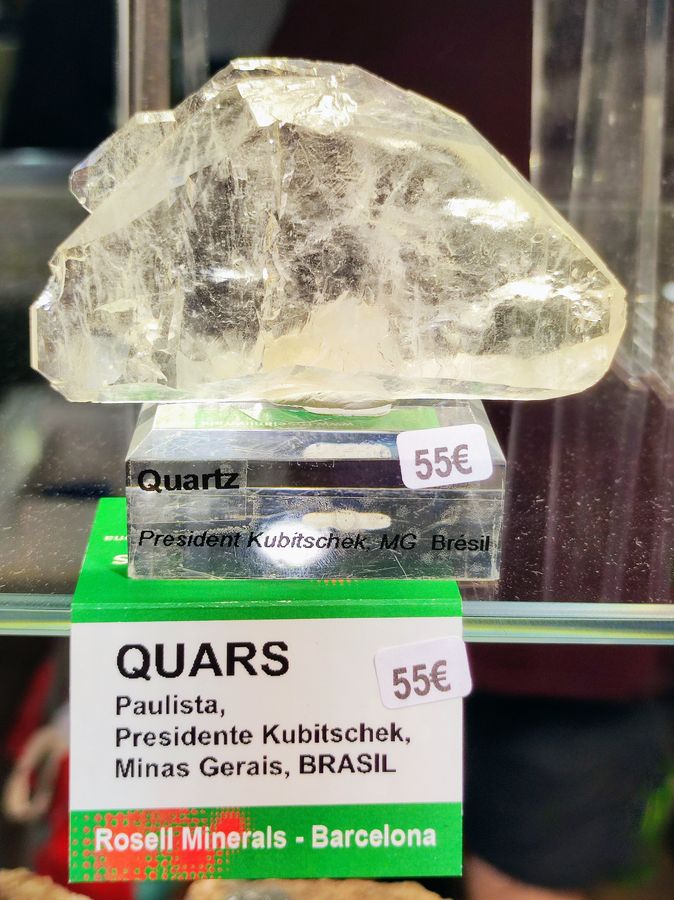 Quartz
55€
President Kubitschek, MG Brésil
QUARS
55€
Paulista,
Presidente Kubitschek,
Minas Gerais, BRASIL
Rosell Minerals - Barcelona